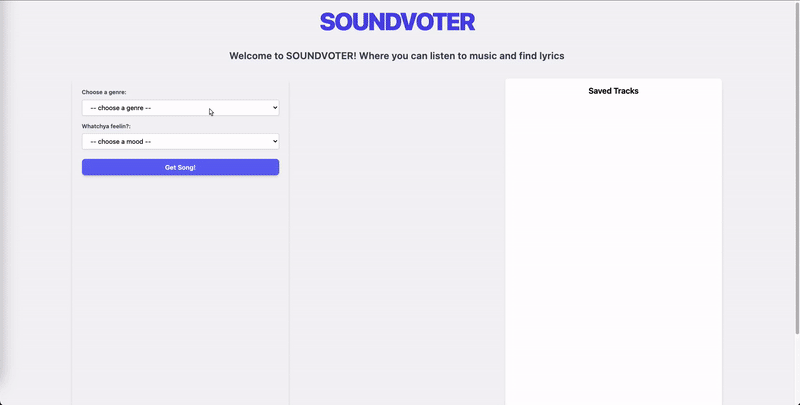 SOUNDVOTER
Welcome to SOUNDVOTER! Where you can listen to music and find lyrics
Choose a genre:
-- choose a genre --
Whatchya feelin?:
-- choose a mood --
Get Song!
Saved Tracks